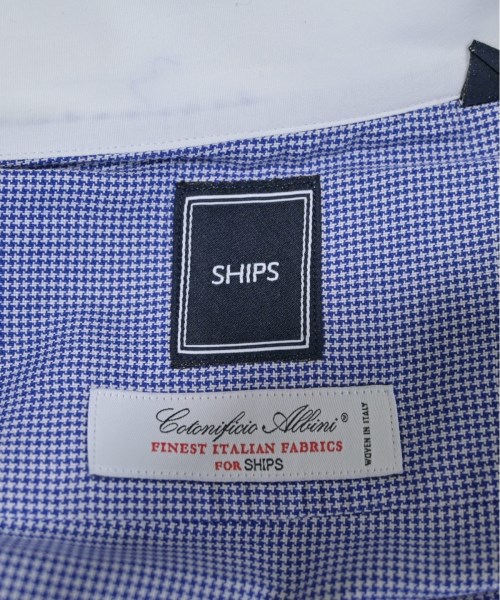 SHIPS
Cotonificio Albini®
FINEST ITALIAN FABRICS
FOR SHIPS
WOVEN IN ITALY